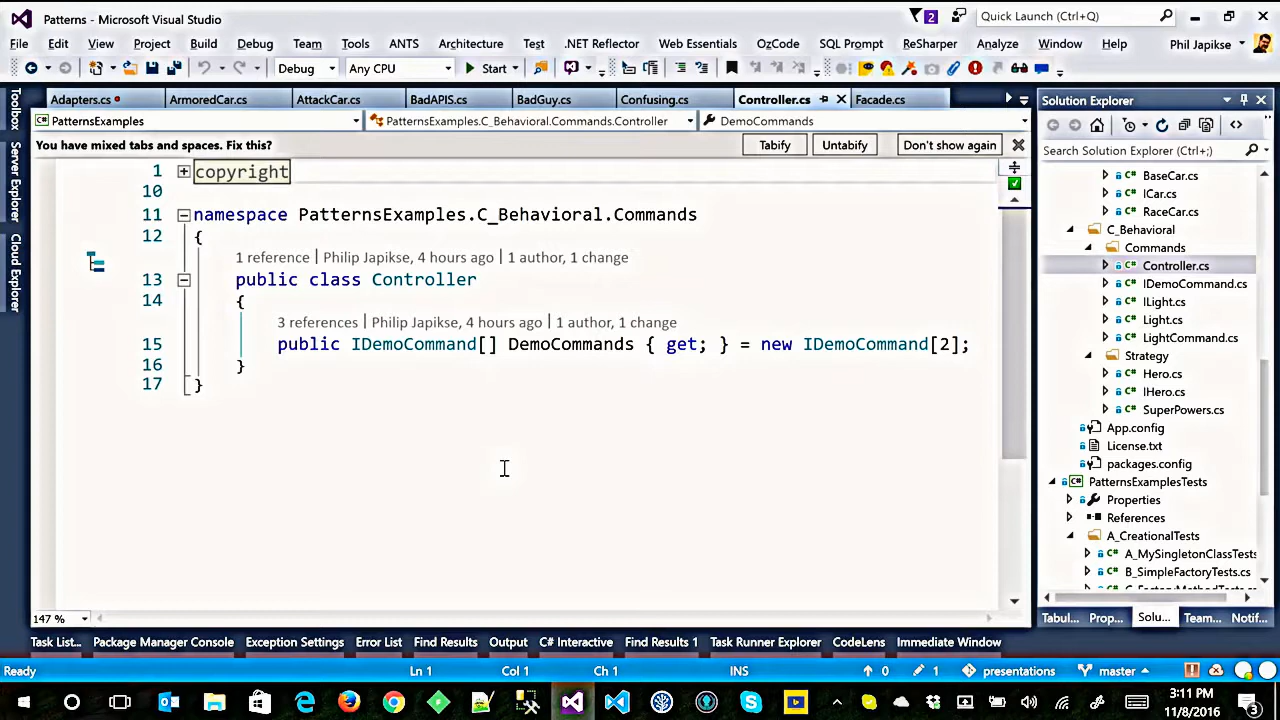 Patterns - Microsoft Visual Studio
2
Quick Launch (Ctrl+Q)
File Edit View Project Build Debug Team Tools ANTS Architecture Test .NET Reflector Web Essentials OzCode SQL Prompt ReSharper Analyze Window Help Phil Japikse
Debug Any CPU Start
Adapters.cs ArmoredCar.cs AttackCar.cs BadAPIS.cs BadGuy.cs Confusing.cs Controller.cs Facade.cs
PatternsExamples PatternsExamples.C_Behavioral.Commands.Controller DemoCommands
You have mixed tabs and spaces. Fix this? Tabify Untabify Don't show again
1 copyright
10
11 namespace PatternsExamples.C_Behavioral.Commands
12 {
1 reference | Philip Japikse, 4 hours ago | 1 author, 1 change
13 public class Controller
14 {
3 references | Philip Japikse, 4 hours ago | 1 author, 1 change
15 public IDemoCommand[] DemoCommands { get; } = new IDemoCommand[2];
16 }
17 }
147 %
Toolbox
Server Explorer
Cloud Explorer
Solution Explorer
Search Solution Explorer (Ctrl+;)
C# BaseCar.cs
C# ICar.cs
C# RaceCar.cs
C_Behavioral
Commands
C# Controller.cs
C# IDemoCommand.cs
C# ILight.cs
C# Light.cs
C# LightCommand.cs
Strategy
C# Hero.cs
C# IHero.cs
C# SuperPowers.cs
App.config
License.txt
packages.config
C# PatternsExamplesTests
Properties
References
A_CreationalTests
C# A_MySingletonClassTests
C# B_SimpleFactoryTests.cs
Tabul... Prop... Solu... Team... Notif...
Task List... Package Manager Console Exception Settings Error List Find Results Output C# Interactive Find Results 1 Task Runner Explorer CodeLens Immediate Window
Ready Ln 1 Col 1 Ch 1 INS 0 1 presentations master
3:11 PM
11/8/2016
3